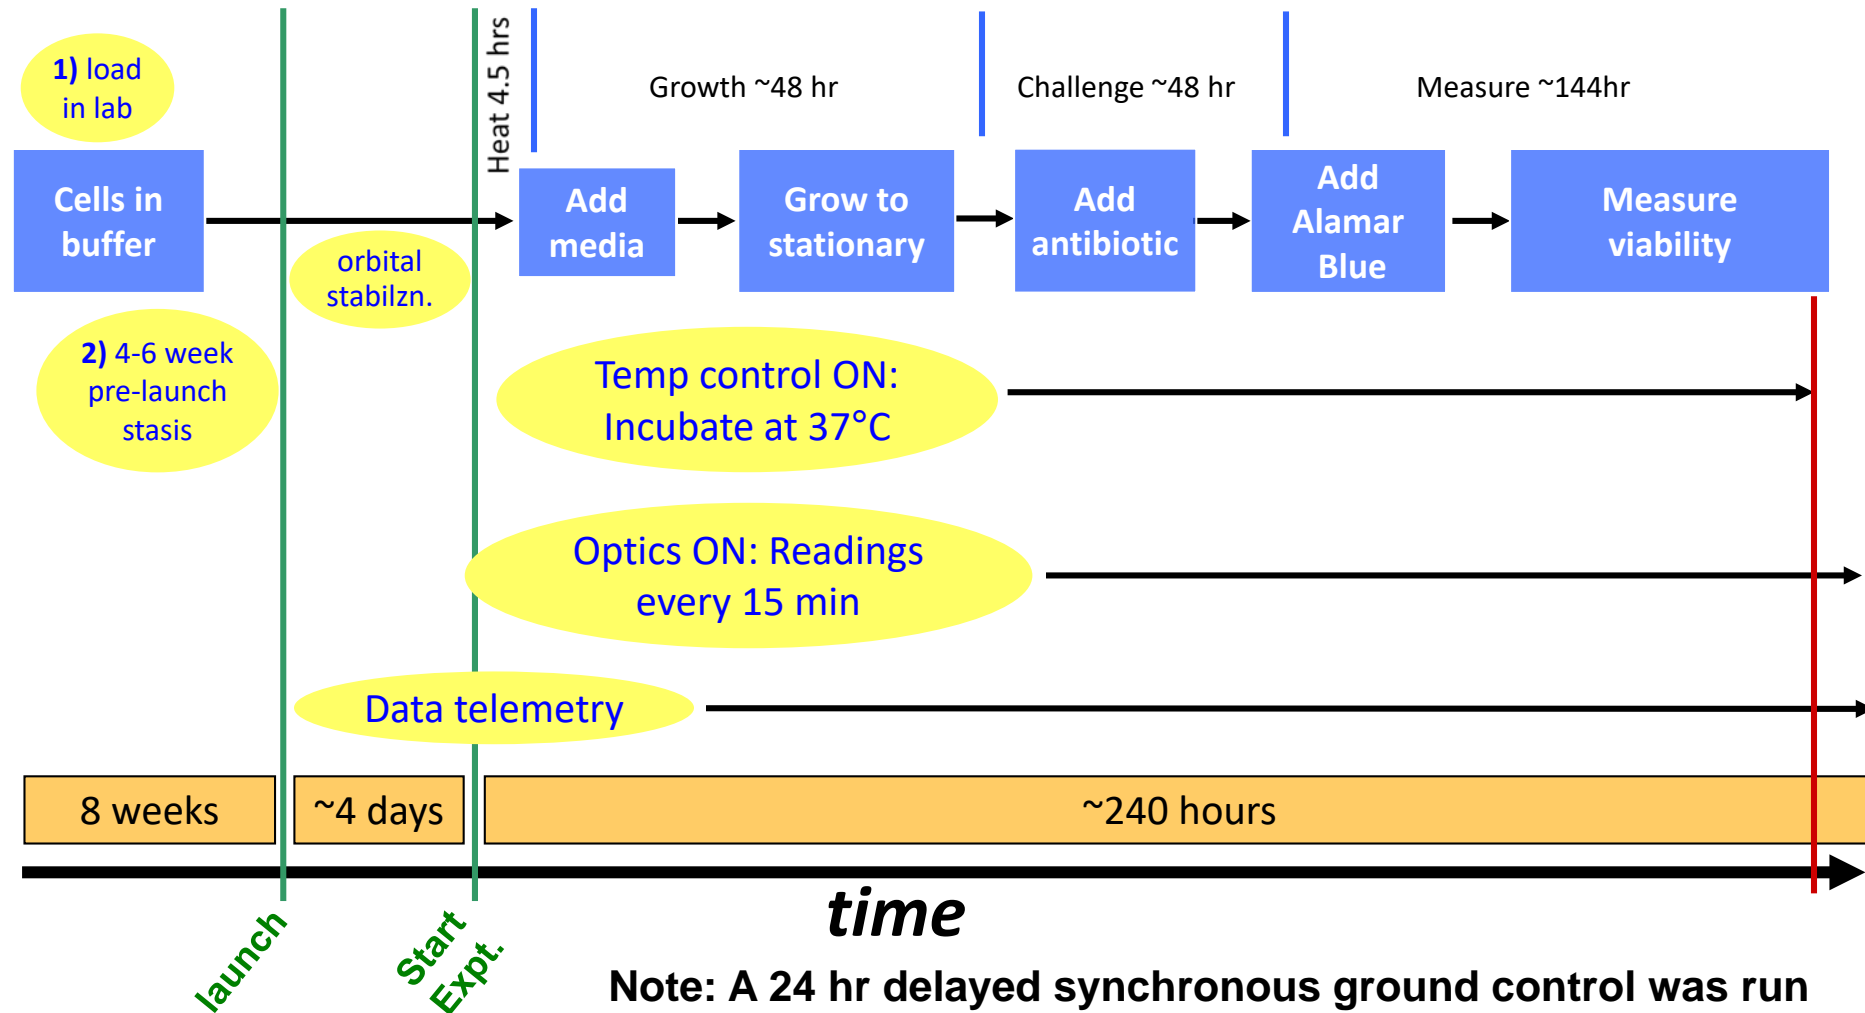 1) load
in lab
Heat 4.5 hrs
Growth ~48 hr
Challenge ~48 hr
Measure ~144hr
Cells in
buffer
Add
media
Grow to
stationary
Add
antibiotic
Add
Alamar
Blue
Measure
viability
orbital
stabilzn.
2) 4-6 week
pre-launch
stasis
Temp control ON:
Incubate at 37°C
Optics ON: Readings
every 15 min
Data telemetry
8 weeks
~4 days
~240 hours
time
launch
Start
Expt.
Note: A 24 hr delayed synchronous ground control was run